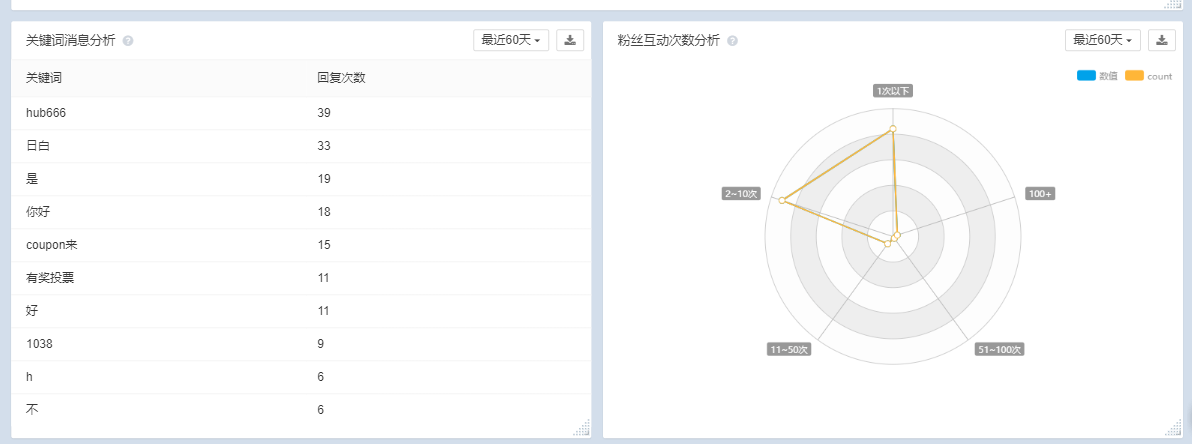 关键词消息分析 ?
最近60天
关键词 回复次数
hub666 39
日白 33
是 19
你好 18
coupon来 15
有奖投票 11
好 11
1038 9
h 6
不 6
粉丝互动次数分析 ?
最近60天
数值 count
1次以下
2~10次
100+
11~50次
51~100次